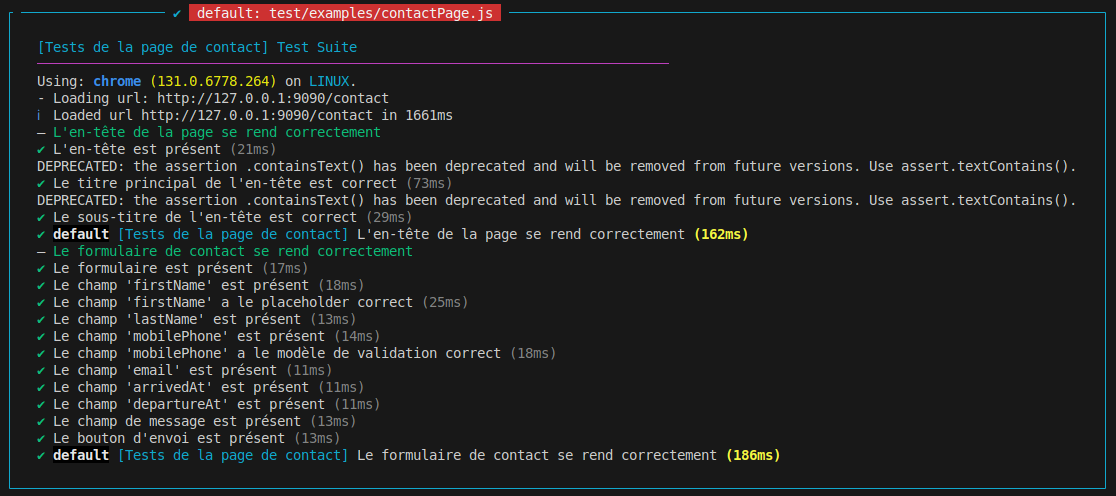 ✔ default: test/examples/contactPage.js
[Tests de la page de contact] Test Suite
Using: chrome (131.0.6778.264) on LINUX.
- Loading url: http://127.0.0.1:9090/contact
ℹ Loaded url http://127.0.0.1:9090/contact in 1661ms
— L'en-tête de la page se rend correctement
✔ L'en-tête est présent (21ms)
DEPRECATED: the assertion .containsText() has been deprecated and will be removed from future versions. Use assert.textContains().
✔ Le titre principal de l'en-tête est correct (73ms)
DEPRECATED: the assertion .containsText() has been deprecated and will be removed from future versions. Use assert.textContains().
✔ Le sous-titre de l'en-tête est correct (29ms)
✔ default [Tests de la page de contact] L'en-tête de la page se rend correctement (162ms)
— Le formulaire de contact se rend correctement
✔ Le formulaire est présent (17ms)
✔ Le champ 'firstName' est présent (18ms)
✔ Le champ 'firstName' a le placeholder correct (25ms)
✔ Le champ 'lastName' est présent (13ms)
✔ Le champ 'mobilePhone' est présent (14ms)
✔ Le champ 'mobilePhone' a le modèle de validation correct (18ms)
✔ Le champ 'email' est présent (11ms)
✔ Le champ 'arrivedAt' est présent (11ms)
✔ Le champ 'departureAt' est présent (11ms)
✔ Le champ de message est présent (13ms)
✔ Le bouton d'envoi est présent (13ms)
✔ default [Tests de la page de contact] Le formulaire de contact se rend correctement (186ms)